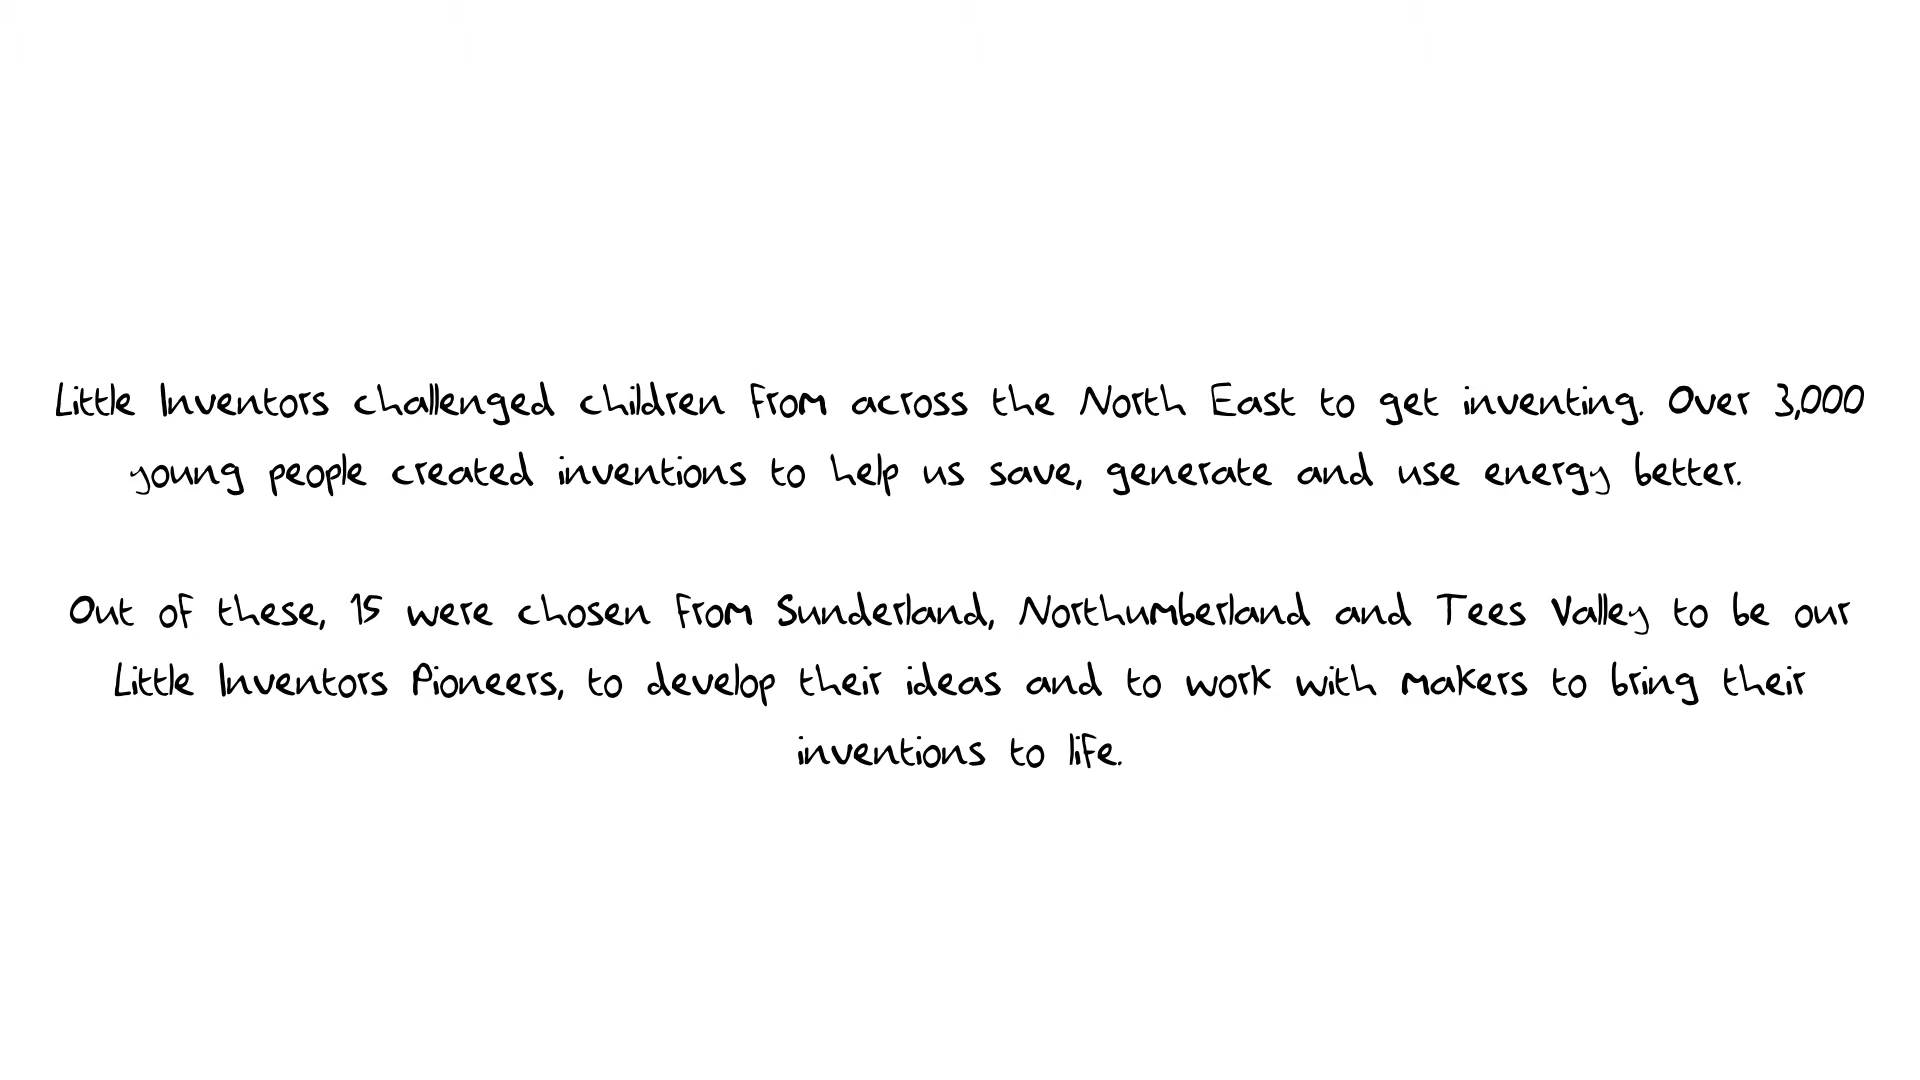 Little Inventors challenged children from across the North East to get inventing. Over 3,000
young people created inventions to help us save, generate and use energy better.
Out of these, 15 were chosen from Sunderland, Northumberland and Tees Valley to be our
Little Inventors Pioneers, to develop their ideas and to work with makers to bring their
inventions to life.